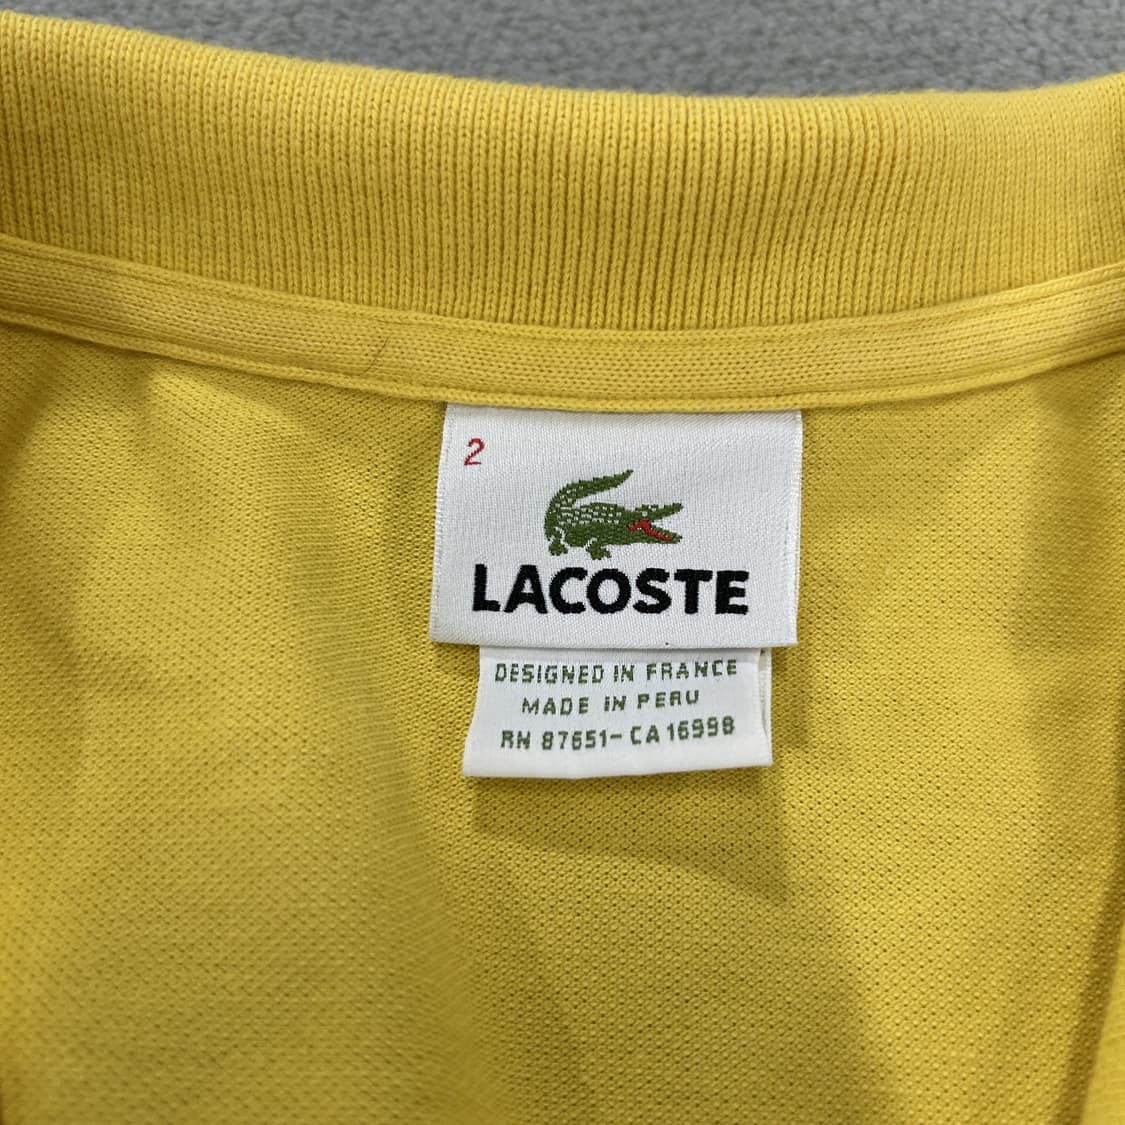 2
LACOSTE
DESIGNED IN FRANCE
MADE IN PERU
RN 87651-CA 16998